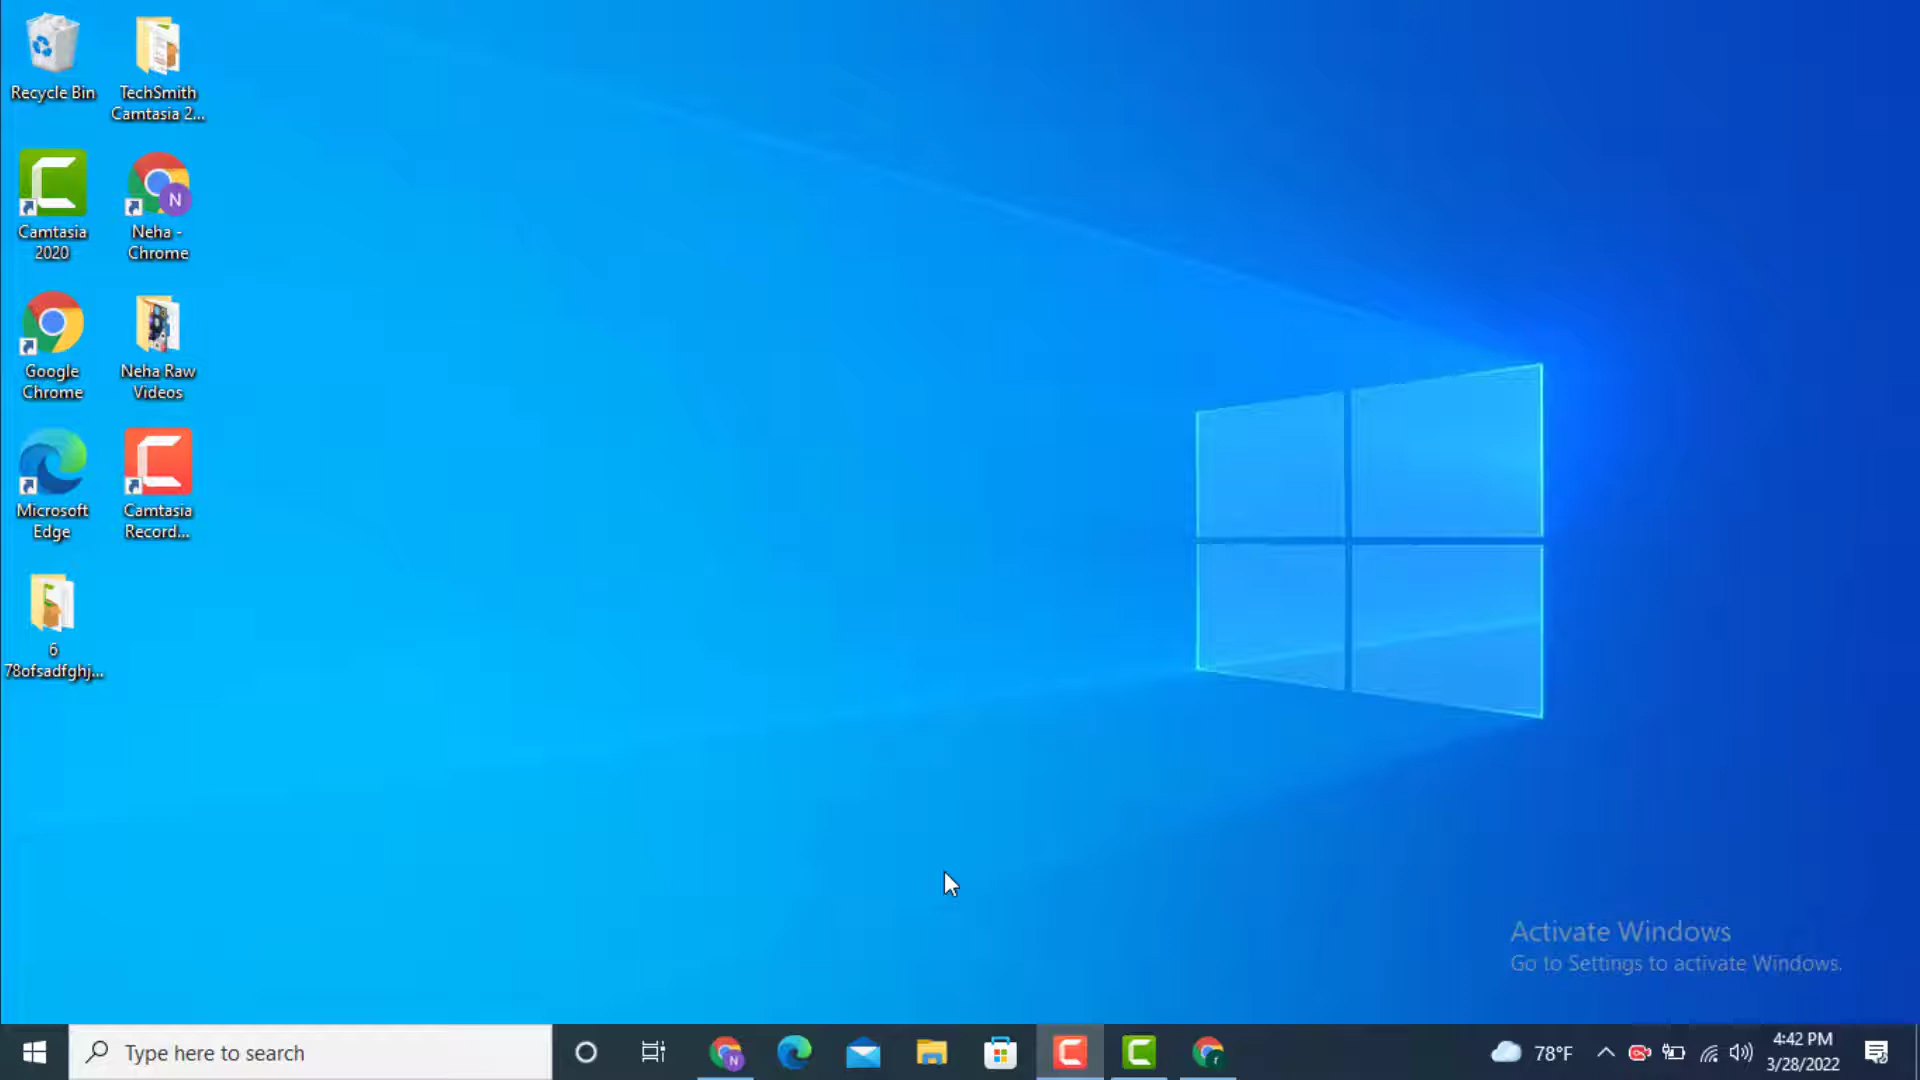 Recycle Bin
TechSmith
Camtasia 2...
Camtasia
2020
N
Neha -
Chrome
Google
Chrome
Neha Raw
Videos
Microsoft
Edge
Camtasia
Record...
6
78ofsadfghj...
Activate Windows
Go to Settings to activate Windows.
Type here to search
N
78°F
4:42 PM
3/28/2022